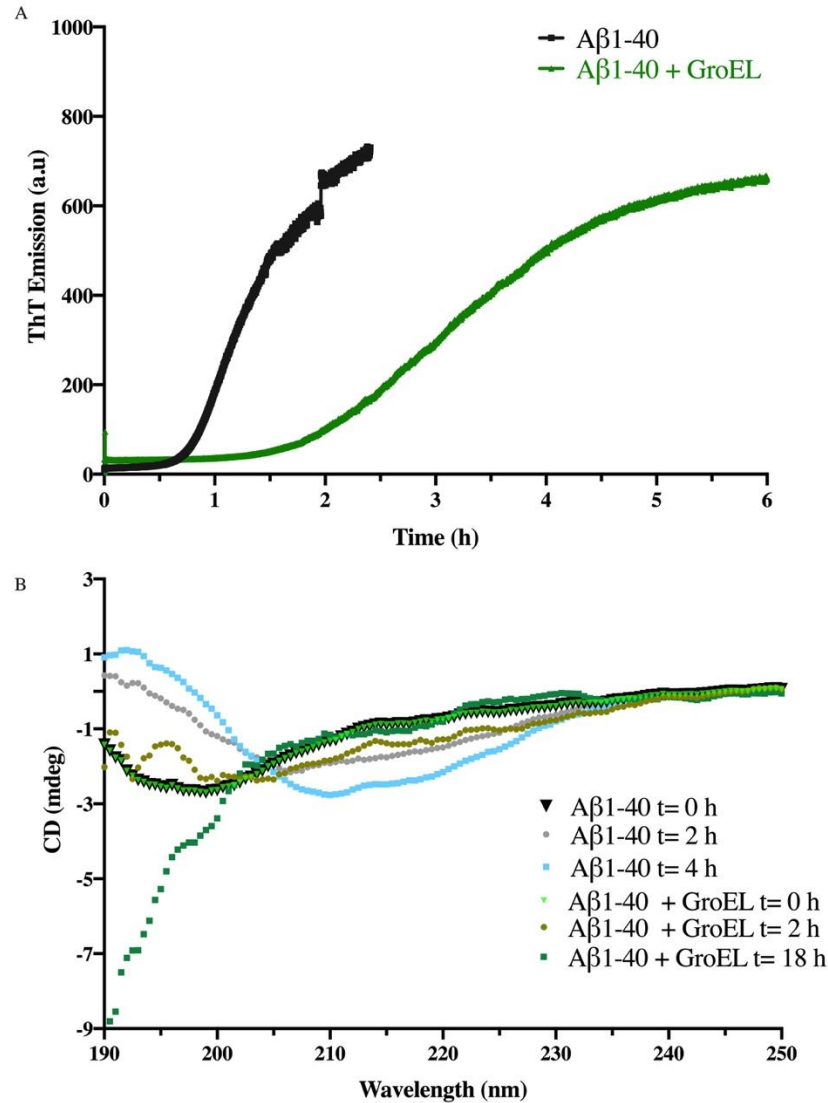 A
1000
800
600
400
200
0
0 1 2 3 4 5 6
ThT Emission (a.u)
Time (h)
Aβ1-40
Aβ1-40 + GroEL
B
3
1
-1
-3
-5
-7
-9
190 200 210 220 230 240 250
CD (mdeg)
Wavelength (nm)
Aβ1-40 t= 0 h
Aβ1-40 t= 2 h
Aβ1-40 t= 4 h
Aβ1-40 + GroEL t= 0 h
Aβ1-40 + GroEL t= 2 h
Aβ1-40 + GroEL t= 18 h